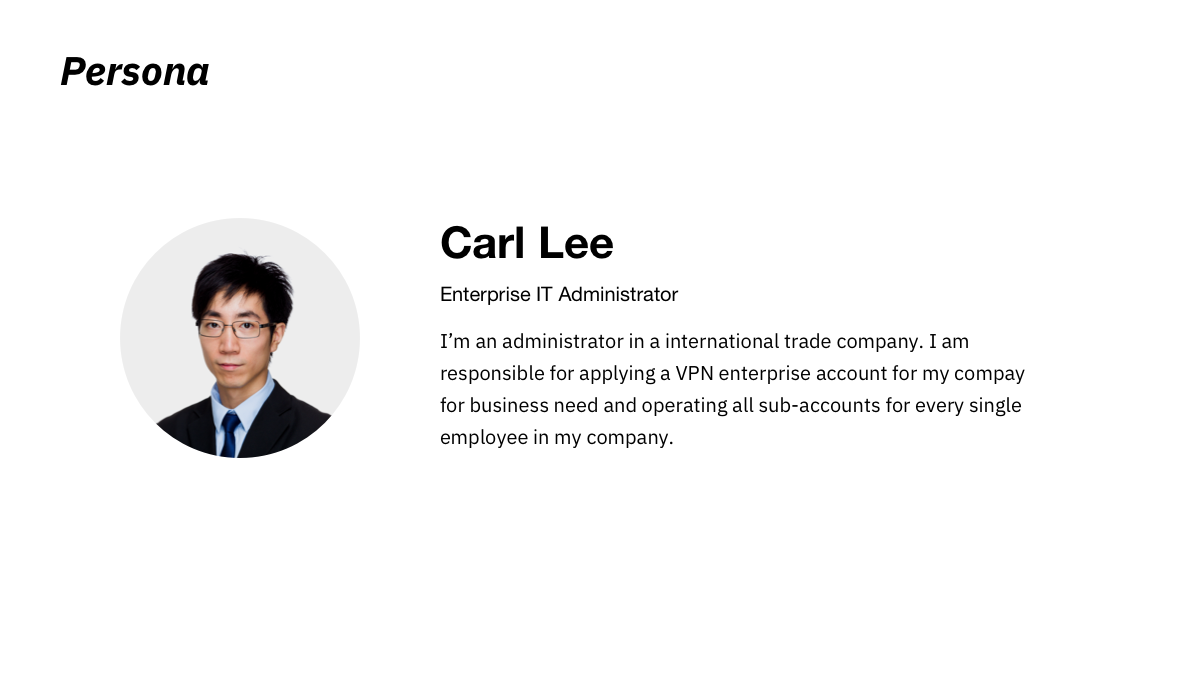 Persona
Carl Lee
Enterprise IT Administrator
I’m an administrator in a international trade company. I am
responsible for applying a VPN enterprise account for my compay
for business need and operating all sub-accounts for every single
employee in my company.